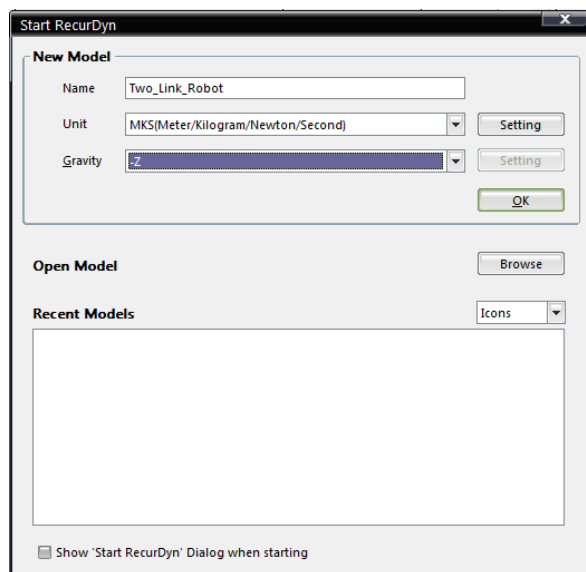 Start RecurDyn
New Model
Name Two_Link_Robot
Unit MKS(Meter/Kilogram/Newton/Second) Setting
Gravity -Z Setting
OK
Open Model Browse
Recent Models Icons
Show 'Start RecurDyn' Dialog when starting